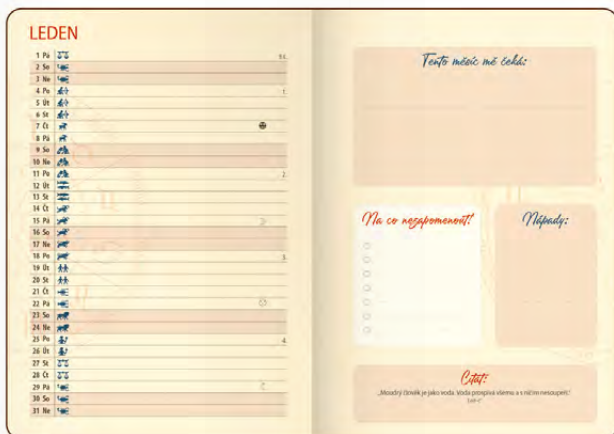 LEDEN
1 Pá
2 So
3 Ne
4 Po 1.
5 Út
6 St
7 Čt
8 Pá
9 So
10 Ne
11 Po 2.
12 Út
13 St
14 Čt
15 Pá
16 So
17 Ne
18 Po 3.
19 Út
20 St
21 Čt
22 Pá
23 So
24 Ne
25 Po 4.
26 Út
27 St
28 Čt
29 Pá
30 So
31 Ne
Tento měsíc mě čeká:
Na co nezapomenout!
Nápady:
Citát:
„Moudrý člověk je jako voda. Voda prospívá všemu a s ničím nesoupeří.“